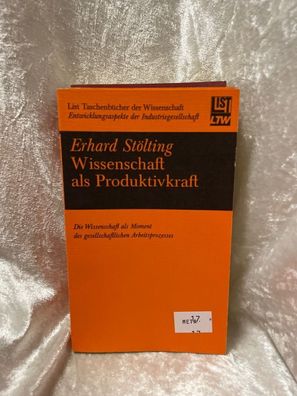 List Taschenbücher der Wissenschaft
Entwicklungsaspekte der Industriegesellschaft
LIST
LTW
Erhard Stölting
Wissenschaft
als Produktivkraft
Die Wissenschaft als Moment
des gesellschaftlichen Arbeitsprozesses
17